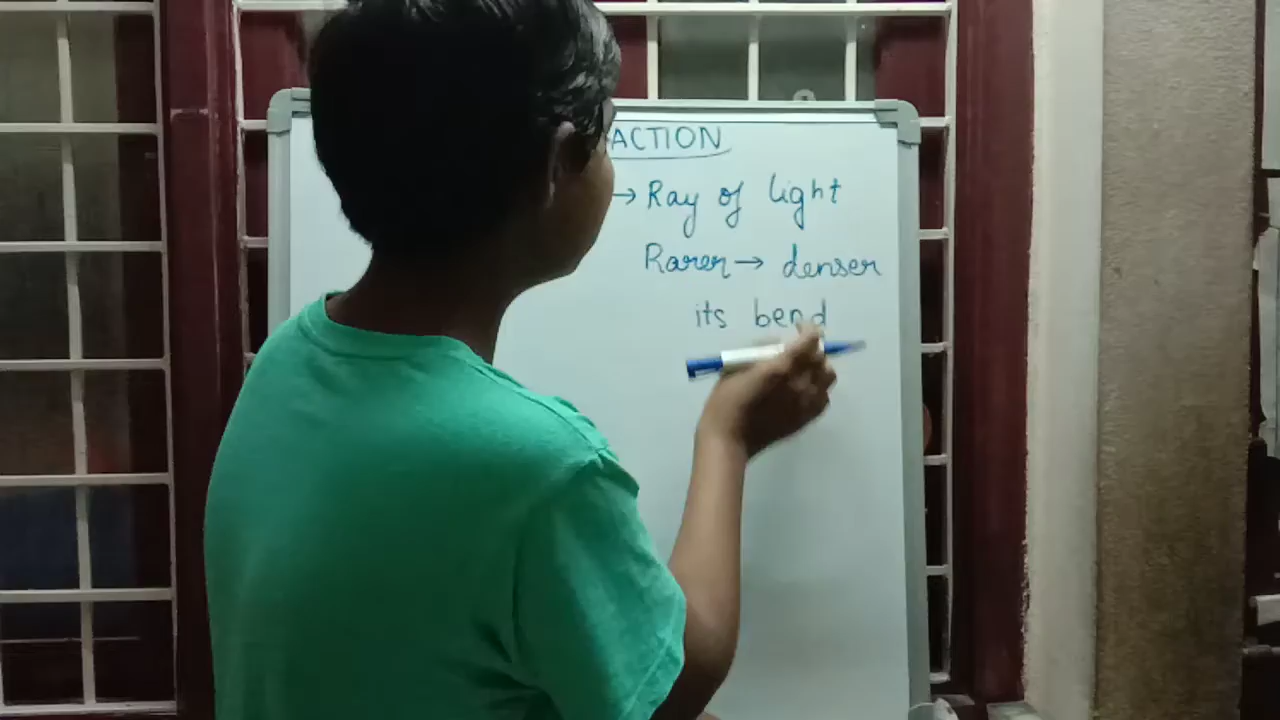 ACTION
→ Ray of light
Rarer → denser
its bend